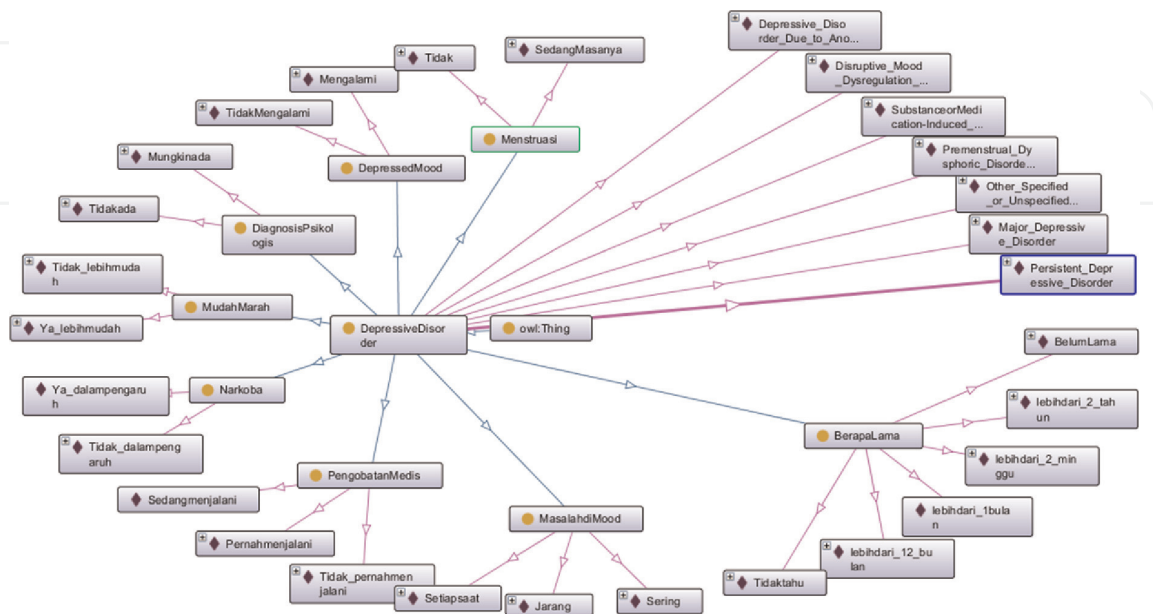 Depressive_Diso
rder_Due_to_Ano...
SedangMasanya
Tidak
Disruptive_Mood
_Dysregulation_...
Mengalami
SubstanceorMedi
cation-Induced_...
TidakMengalami
Menstruasi
Premenstrual_Dy
sphoric_Disorde...
Mungkinada
DepressedMood
Other_Specified
_or_Unspecified...
Tidakada
DiagnosisPsikol
ogis
Major_Depressiv
e_Disorder
Tidak_lebihmuda
h
Persistent_Depr
essive_Disorder
MudahMarah
Ya_lebihmudah
DepressiveDisor
der
owl:Thing
BelumLama
Ya_dalampengaru
h
Narkoba
lebihdari_2_tah
un
Tidak_dalampeng
aruh
BerapaLama
lebihdari_2_min
ggu
PengobatanMedis
Sedangmenjalani
MasalahdiMood
lebihdari_1bula
n
Pernahmenjalani
lebihdari_12_bu
lan
Tidak_pernahmen
jalani
Tidaktahu
Setiapsaat
Jarang
Sering